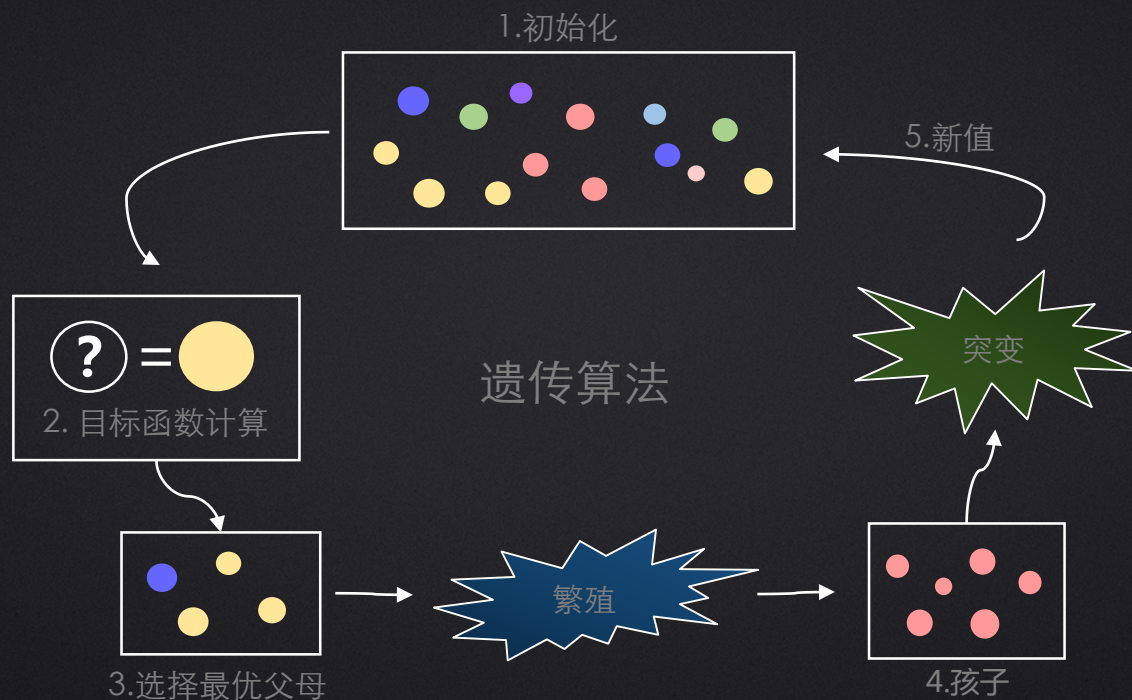 1.初始化
5.新值
? =
2. 目标函数计算
遗传算法
突变
繁殖
3.选择最优父母
4.孩子